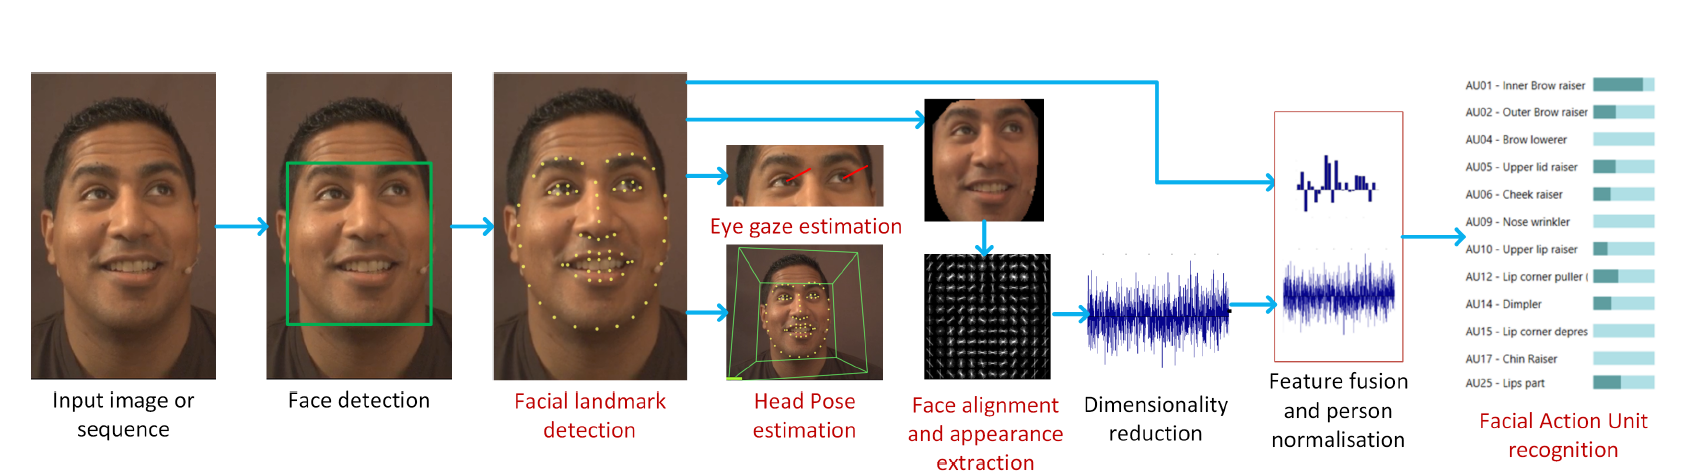 Input image or
sequence
Face detection
Facial landmark
detection
Eye gaze estimation
Head Pose
estimation
Face alignment
and appearance
extraction
Dimensionality
reduction
Feature fusion
and person
normalisation
AU01 - Inner Brow raiser
AU02 - Outer Brow raiser
AU04 - Brow lowerer
AU05 - Upper lid raiser
AU06 - Cheek raiser
AU09 - Nose wrinkler
AU10 - Upper lip raiser
AU12 - Lip corner puller (
AU14 - Dimpler
AU15 - Lip corner depres
AU17 - Chin Raiser
AU25 - Lips part
Facial Action Unit
recognition